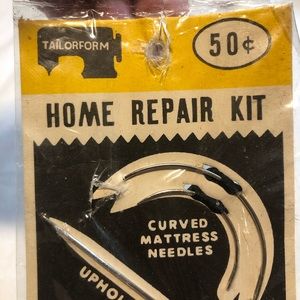 TAILORFORM
50¢
HOME REPAIR KIT
CURVED
MATTRESS
NEEDLES